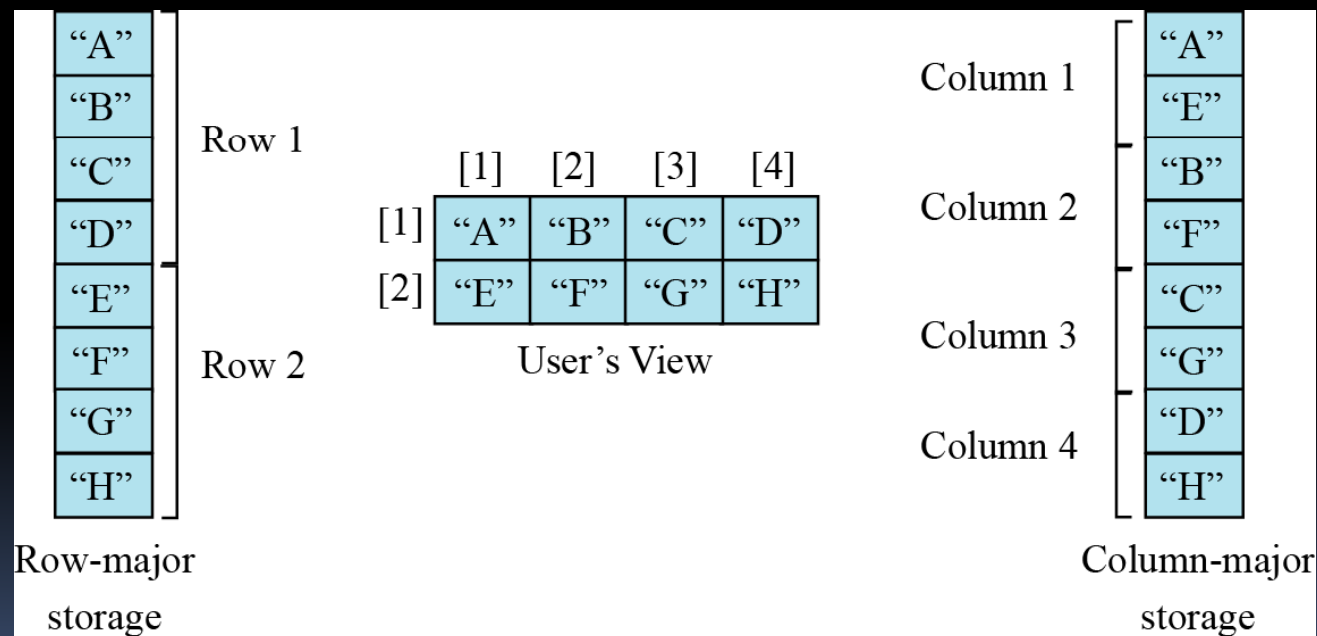 “A”
“B”
“C”
“D”
“E”
“F”
“G”
“H”
Row 1
Row 2
Row-major
storage
[1] [2] [3] [4]
[1] “A” “B” “C” “D”
[2] “E” “F” “G” “H”
User’s View
Column 1
Column 2
Column 3
Column 4
“A”
“E”
“B”
“F”
“C”
“G”
“D”
“H”
Column-major
storage